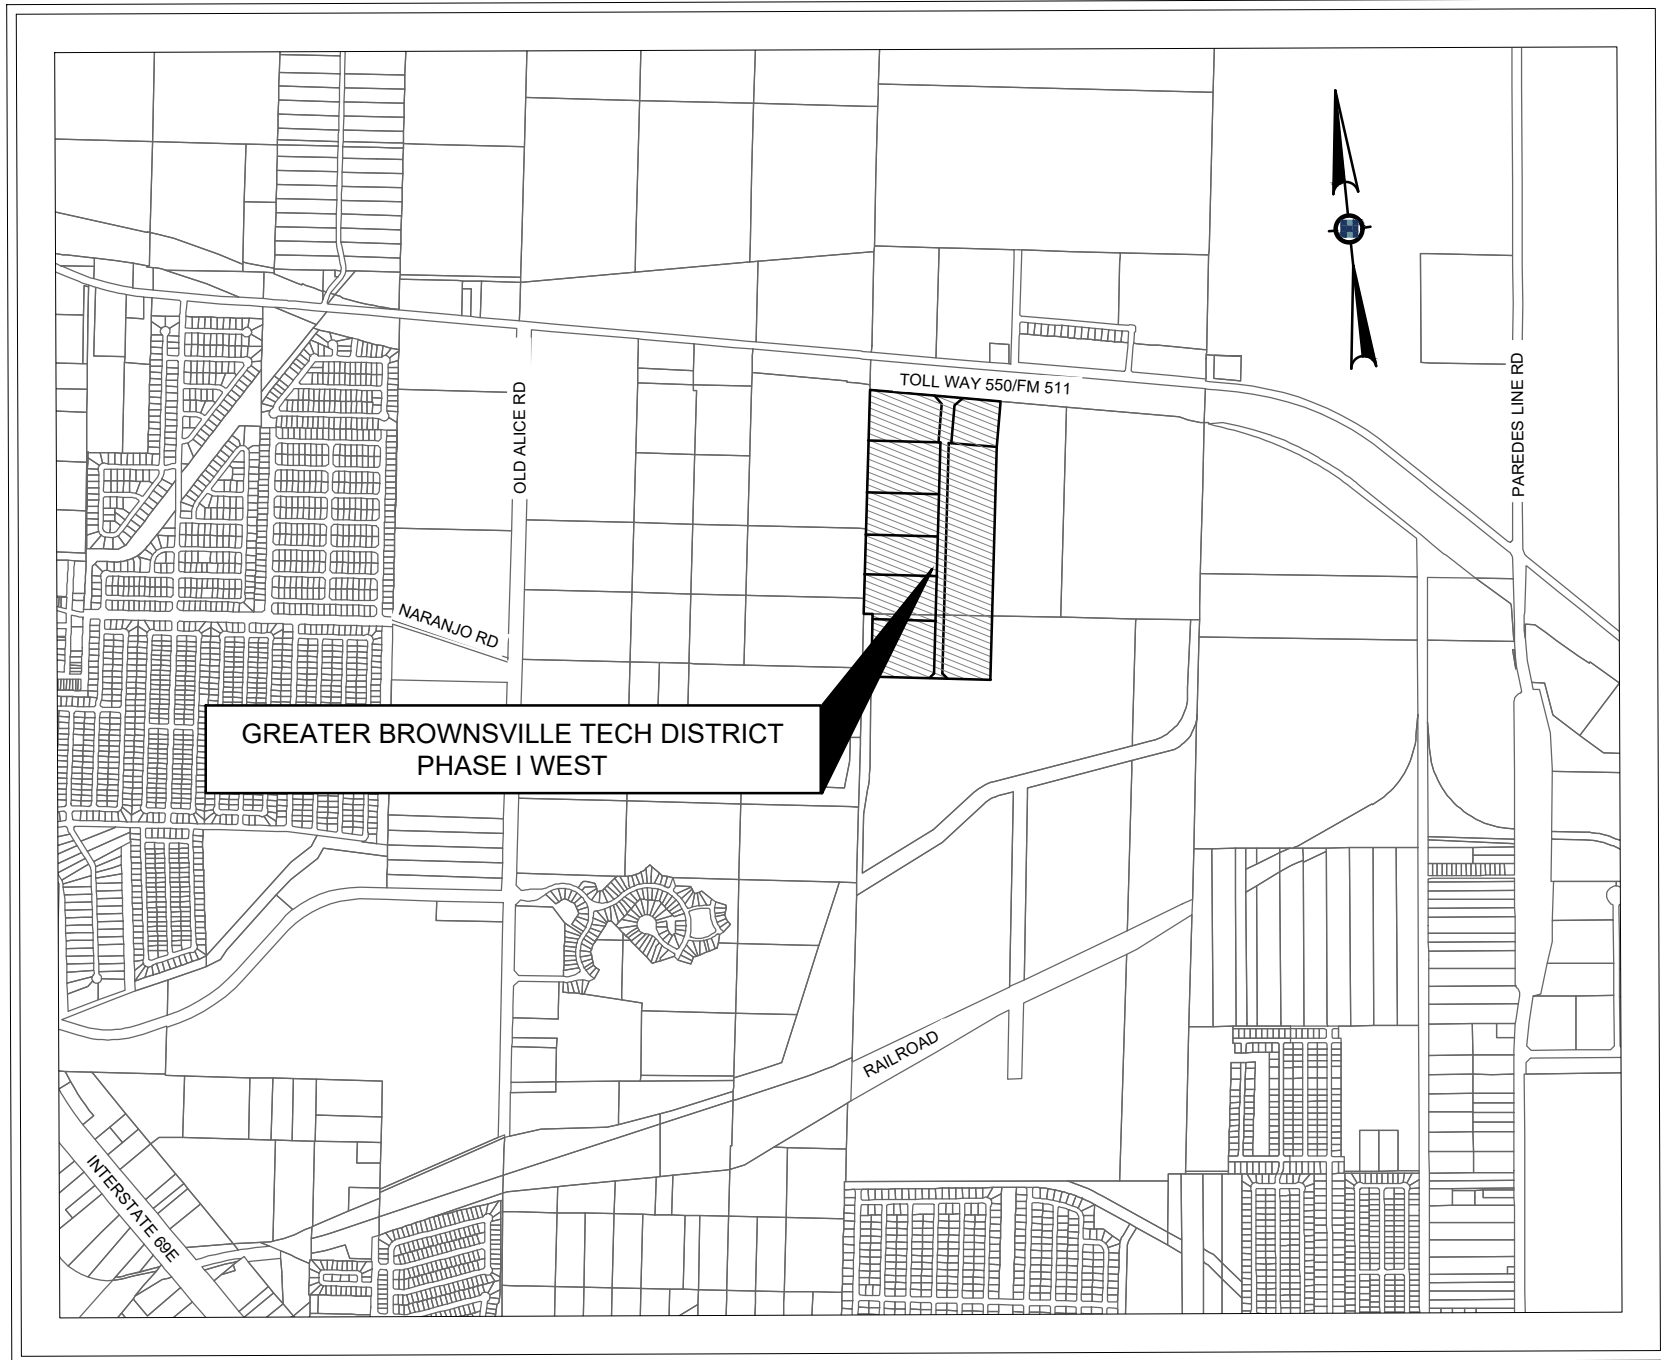 TOLL WAY 550/FM 511
OLD ALICE RD
PAREDES LINE RD
NARANJO RD
GREATER BROWNSVILLE TECH DISTRICT
PHASE I WEST
RAILROAD
INTERSTATE 69E
H